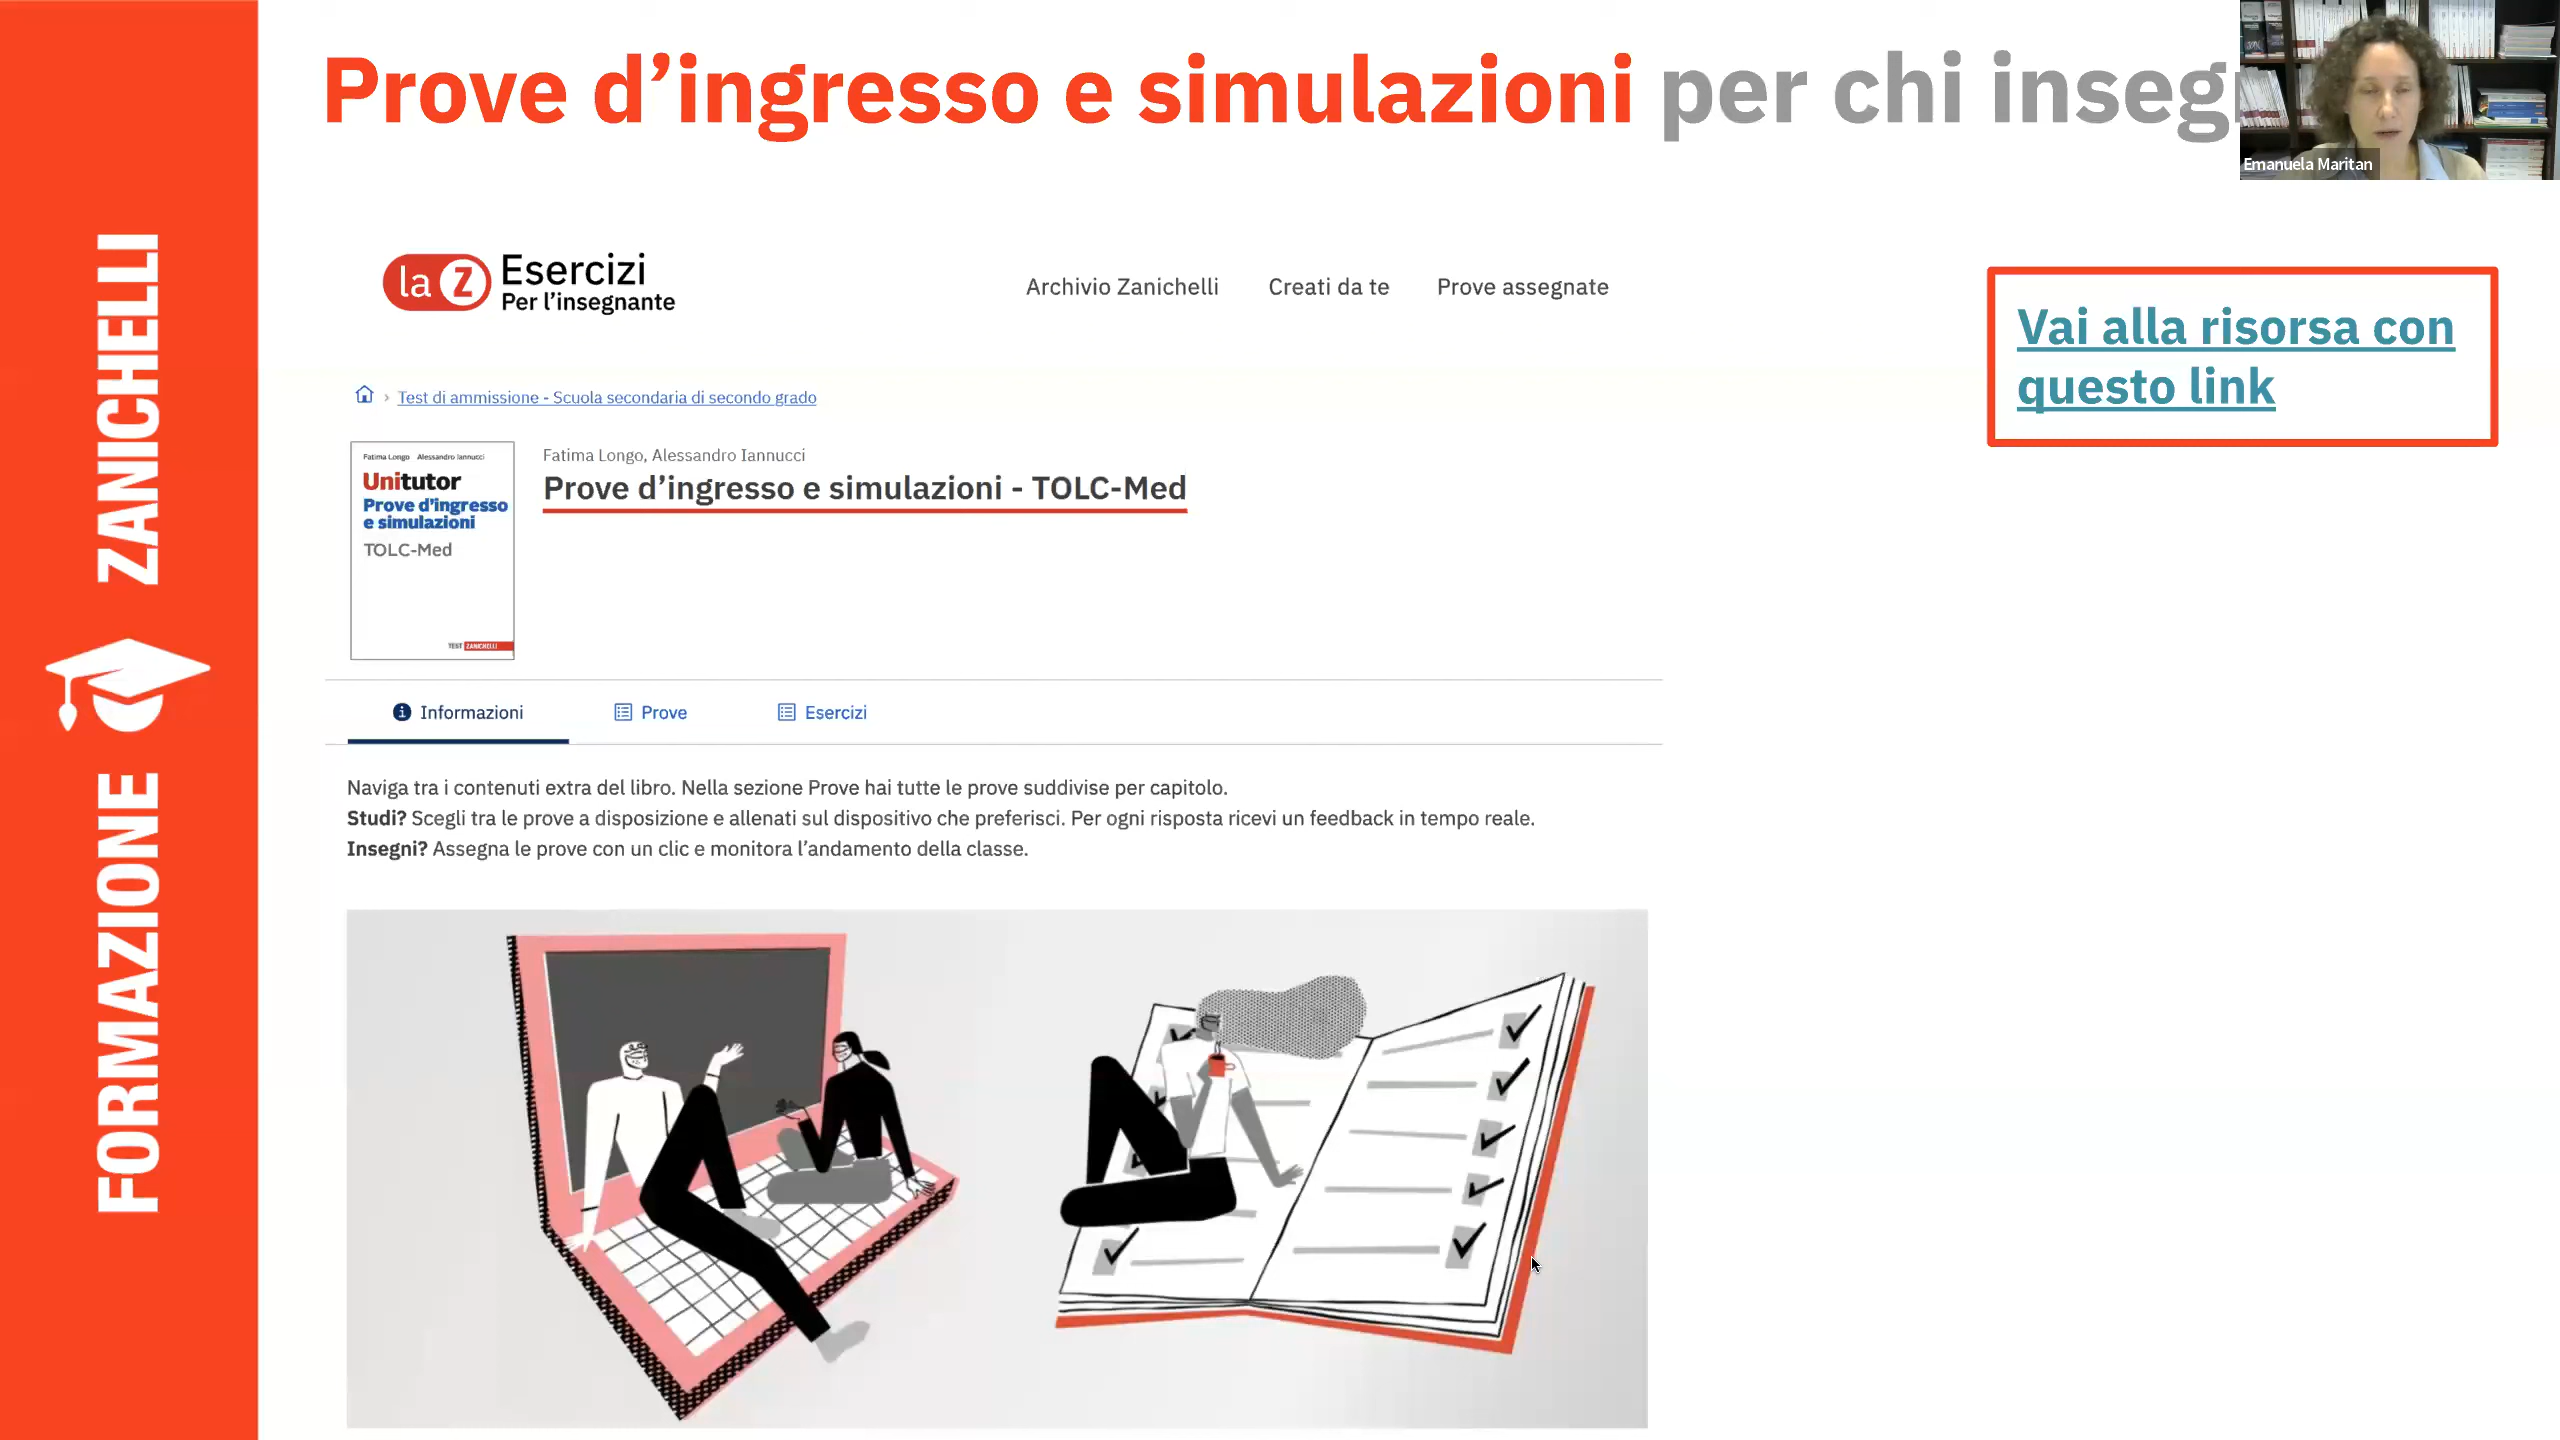 Prove d’ingresso e simulazioni per chi inseg
Emanuela Maritan
FORMAZIONE ZANICHELLI
la Z Esercizi
Per l’insegnante
Archivio Zanichelli Creati da te Prove assegnate
Vai alla risorsa con
questo link
› Test di ammissione - Scuola secondaria di secondo grado
Fatima Longo Alessandro Iannucci
Unitutor
Prove d’ingresso
e simulazioni
TOLC-Med
TEST ZANICHELLI
Fatima Longo, Alessandro Iannucci
Prove d’ingresso e simulazioni - TOLC-Med
Informazioni Prove Esercizi
Naviga tra i contenuti extra del libro. Nella sezione Prove hai tutte le prove suddivise per capitolo.
Studi? Scegli tra le prove a disposizione e allenati sul dispositivo che preferisci. Per ogni risposta ricevi un feedback in tempo reale.
Insegni? Assegna le prove con un clic e monitora l’andamento della classe.